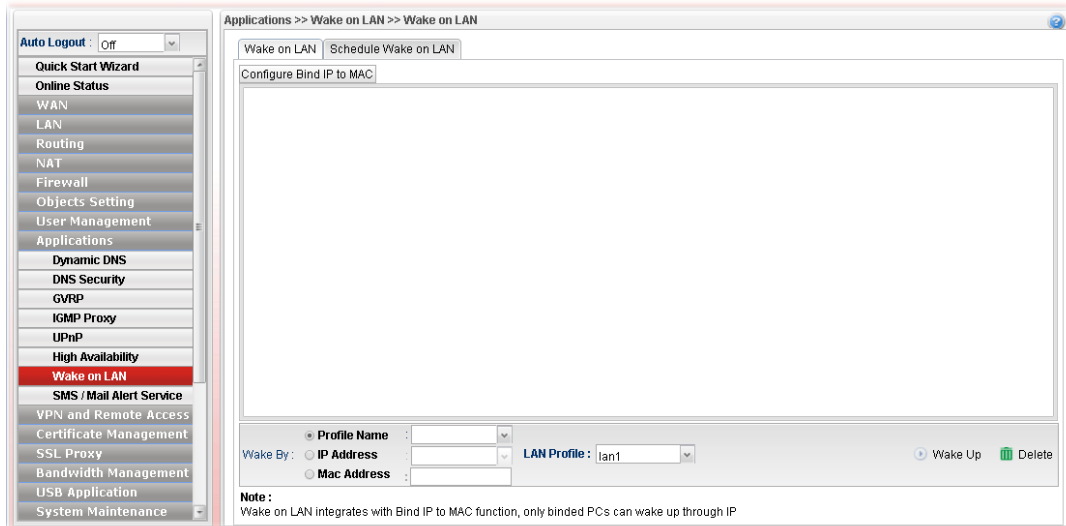 Applications >> Wake on LAN >> Wake on LAN
Auto Logout : Off
Quick Start Wizard
Online Status
WAN
LAN
Routing
NAT
Firewall
Objects Setting
User Management
Applications
Dynamic DNS
DNS Security
GVRP
IGMP Proxy
UPnP
High Availability
Wake on LAN
SMS / Mail Alert Service
VPN and Remote Access
Certificate Management
SSL Proxy
Bandwidth Management
USB Application
System Maintenance
Wake on LAN Schedule Wake on LAN
Configure Bind IP to MAC
Profile Name :
Wake By : IP Address : LAN Profile : lan1 Wake Up Delete
Mac Address :
Note :
Wake on LAN integrates with Bind IP to MAC function, only binded PCs can wake up through IP